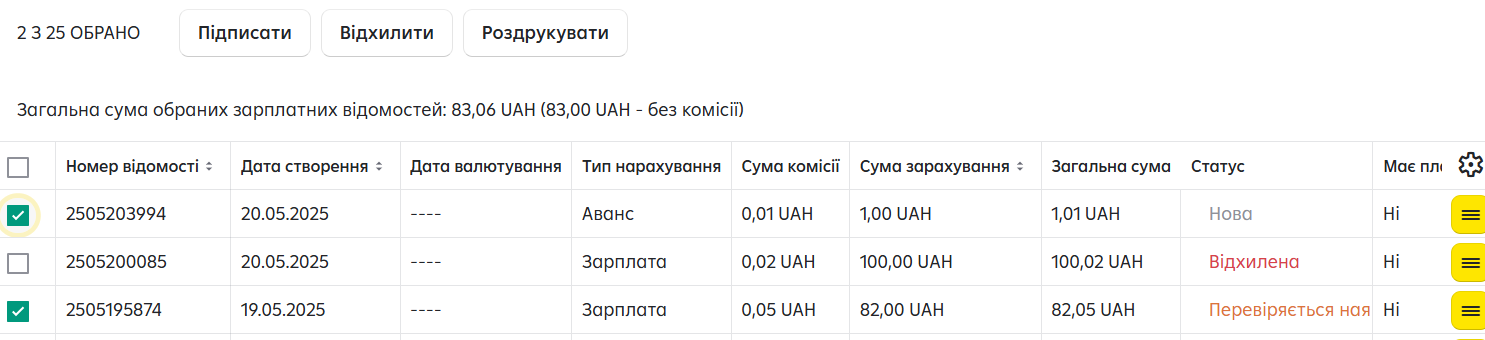 2 З 25 ОБРАНО Підписати Відхилити Роздрукувати
Загальна сума обраних зарплатних відомостей: 83,06 UAH (83,00 UAH - без комісії)
Номер відомості Дата створення Дата валютування Тип нарахування Сума комісії Сума зарахування Загальна сума Статус Має
2505203994 20.05.2025 ---- Аванс 0,01 UAH 1,00 UAH 1,01 UAH Нова Ні
2505200085 20.05.2025 ---- Зарплата 0,02 UAH 100,00 UAH 100,02 UAH Відхилена Ні
2505195874 19.05.2025 ---- Зарплата 0,05 UAH 82,00 UAH 82,05 UAH Перевіряється ная Ні